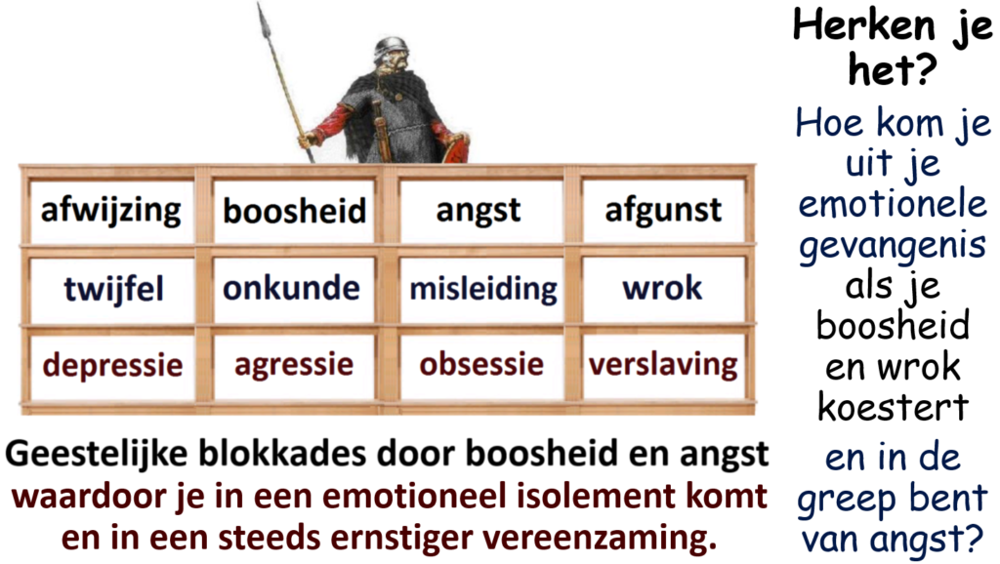 afwijzing boosheid angst afgunst
twijfel onkunde misleiding wrok
depressie agressie obsessie verslaving
Geestelijke blokkades door boosheid en angst
waardoor je in een emotioneel isolement komt
en in een steeds ernstiger vereenzaming.
Herken je
het?
Hoe kom je
uit je
emotionele
gevangenis
als je
boosheid
en wrok
koestert
en in de
greep bent
van angst?